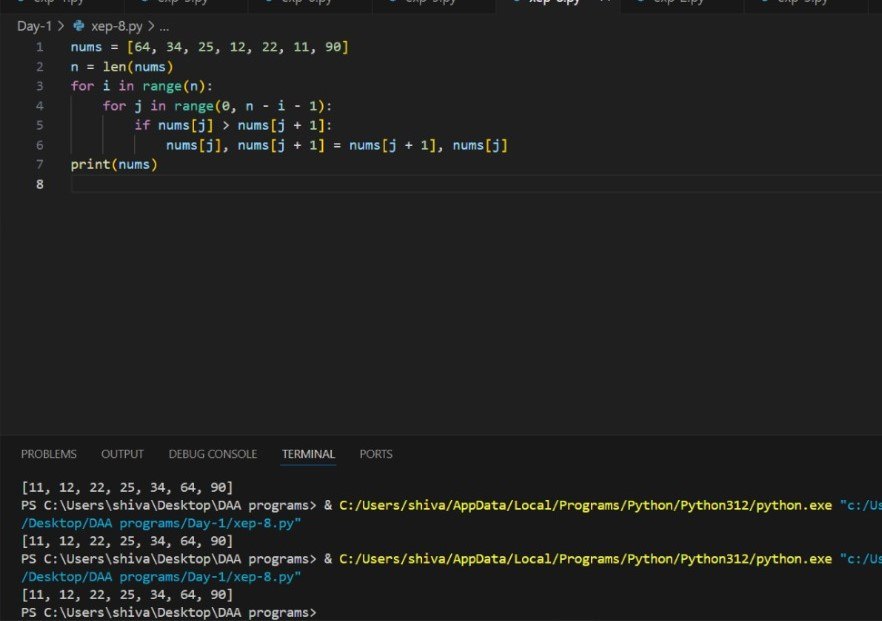 Day-1 > xep-8.py > ...
1 nums = [64, 34, 25, 12, 22, 11, 90]
2 n = len(nums)
3 for i in range(n):
4     for j in range(0, n - i - 1):
5         if nums[j] > nums[j + 1]:
6             nums[j], nums[j + 1] = nums[j + 1], nums[j]
7 print(nums)
8
PROBLEMS OUTPUT DEBUG CONSOLE TERMINAL PORTS
[11, 12, 22, 25, 34, 64, 90]
PS C:\Users\shiva\Desktop\DAA programs> & C:/Users/shiva/AppData/Local/Programs/Python/Python312/python.exe "c:/Us
/Desktop/DAA programs/Day-1/xep-8.py"
[11, 12, 22, 25, 34, 64, 90]
PS C:\Users\shiva\Desktop\DAA programs> & C:/Users/shiva/AppData/Local/Programs/Python/Python312/python.exe "c:/Us
/Desktop/DAA programs/Day-1/xep-8.py"
[11, 12, 22, 25, 34, 64, 90]
PS C:\Users\shiva\Desktop\DAA programs>